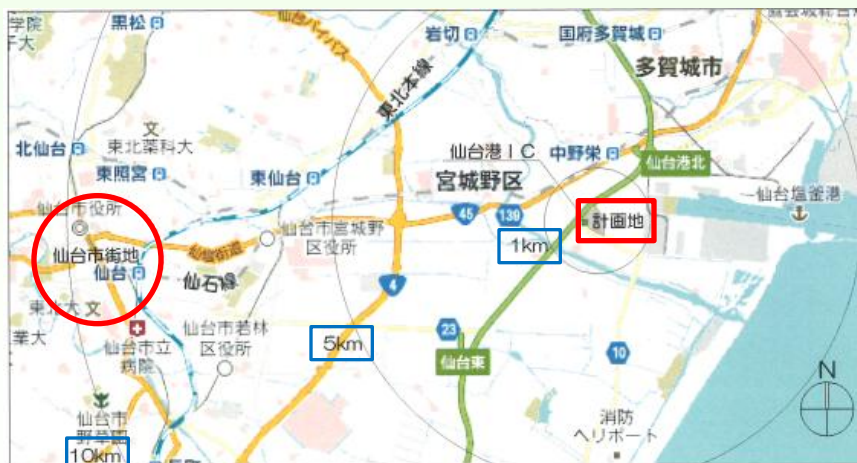 学院
子大
黒松
仙台バイパス
岩切
国府多賀城
多賀城市
東北本線
文
東北薬科大
北仙台
東照宮
東仙台
仙台港IC
中野栄
仙台港北
宮城野区
仙台塩釜港
仙台市役所
45
139
計画地
仙台市宮城野
区役所
1km
仙台市街地
仙台
仙石線
4
東北大
文
業大
仙台市立
病院
仙台市若林
区役所
5km
23
仙台東
10
N
仙台市
野草園
消防
ヘリポート
10km